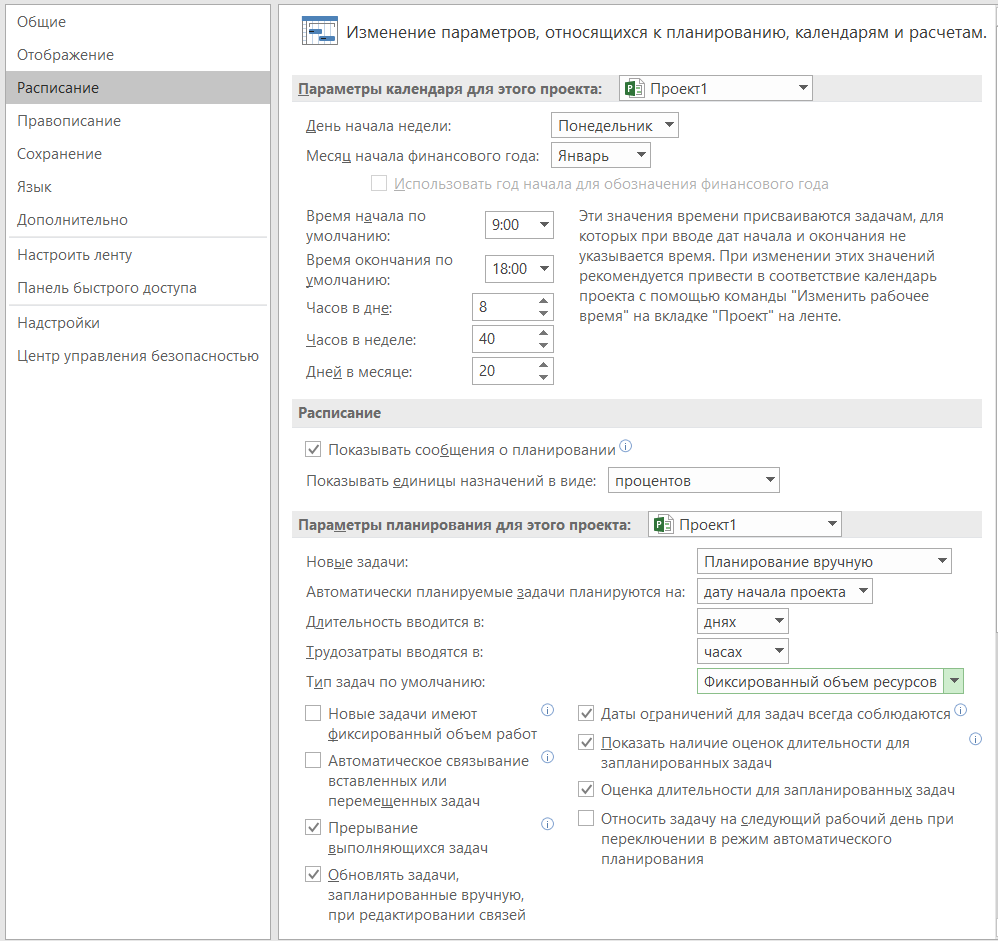 Общие
Отображение
Расписание
Правописание
Сохранение
Язык
Дополнительно
Настроить ленту
Панель быстрого доступа
Надстройки
Центр управления безопасностью
Изменение параметров, относящихся к планированию, календарям и расчетам.
Параметры календаря для этого проекта: Проект1
День начала недели: Понедельник
Месяц начала финансового года: Январь
Использовать год начала для обозначения финансового года
Время начала по
умолчанию:
9:00
Время окончания по
умолчанию:
18:00
Часов в дне: 8
Часов в неделе: 40
Дней в месяце: 20
Эти значения времени присваиваются задачам, для
которых при вводе дат начала и окончания не
указывается время. При изменении этих значений
рекомендуется привести в соответствие календарь
проекта с помощью команды "Изменить рабочее
время" на вкладке "Проект" на ленте.
Расписание
Показывать сообщения о планировании
Показывать единицы назначений в виде: процентов
Параметры планирования для этого проекта: Проект1
Новые задачи: Планирование вручную
Автоматически планируемые задачи планируются на: дату начала проекта
Длительность вводится в: днях
Трудозатраты вводятся в: часах
Тип задач по умолчанию: Фиксированный объем ресурсов
Новые задачи имеют
фиксированный объем работ
Автоматическое связывание
вставленных или
перемещенных задач
Прерывание
выполняющихся задач
Обновлять задачи,
запланированные вручную,
при редактировании связей
Даты ограничений для задач всегда соблюдаются
Показать наличие оценок длительности для
запланированных задач
Оценка длительности для запланированных задач
Относить задачу на следующий рабочий день при
переключении в режим автоматического
планирования